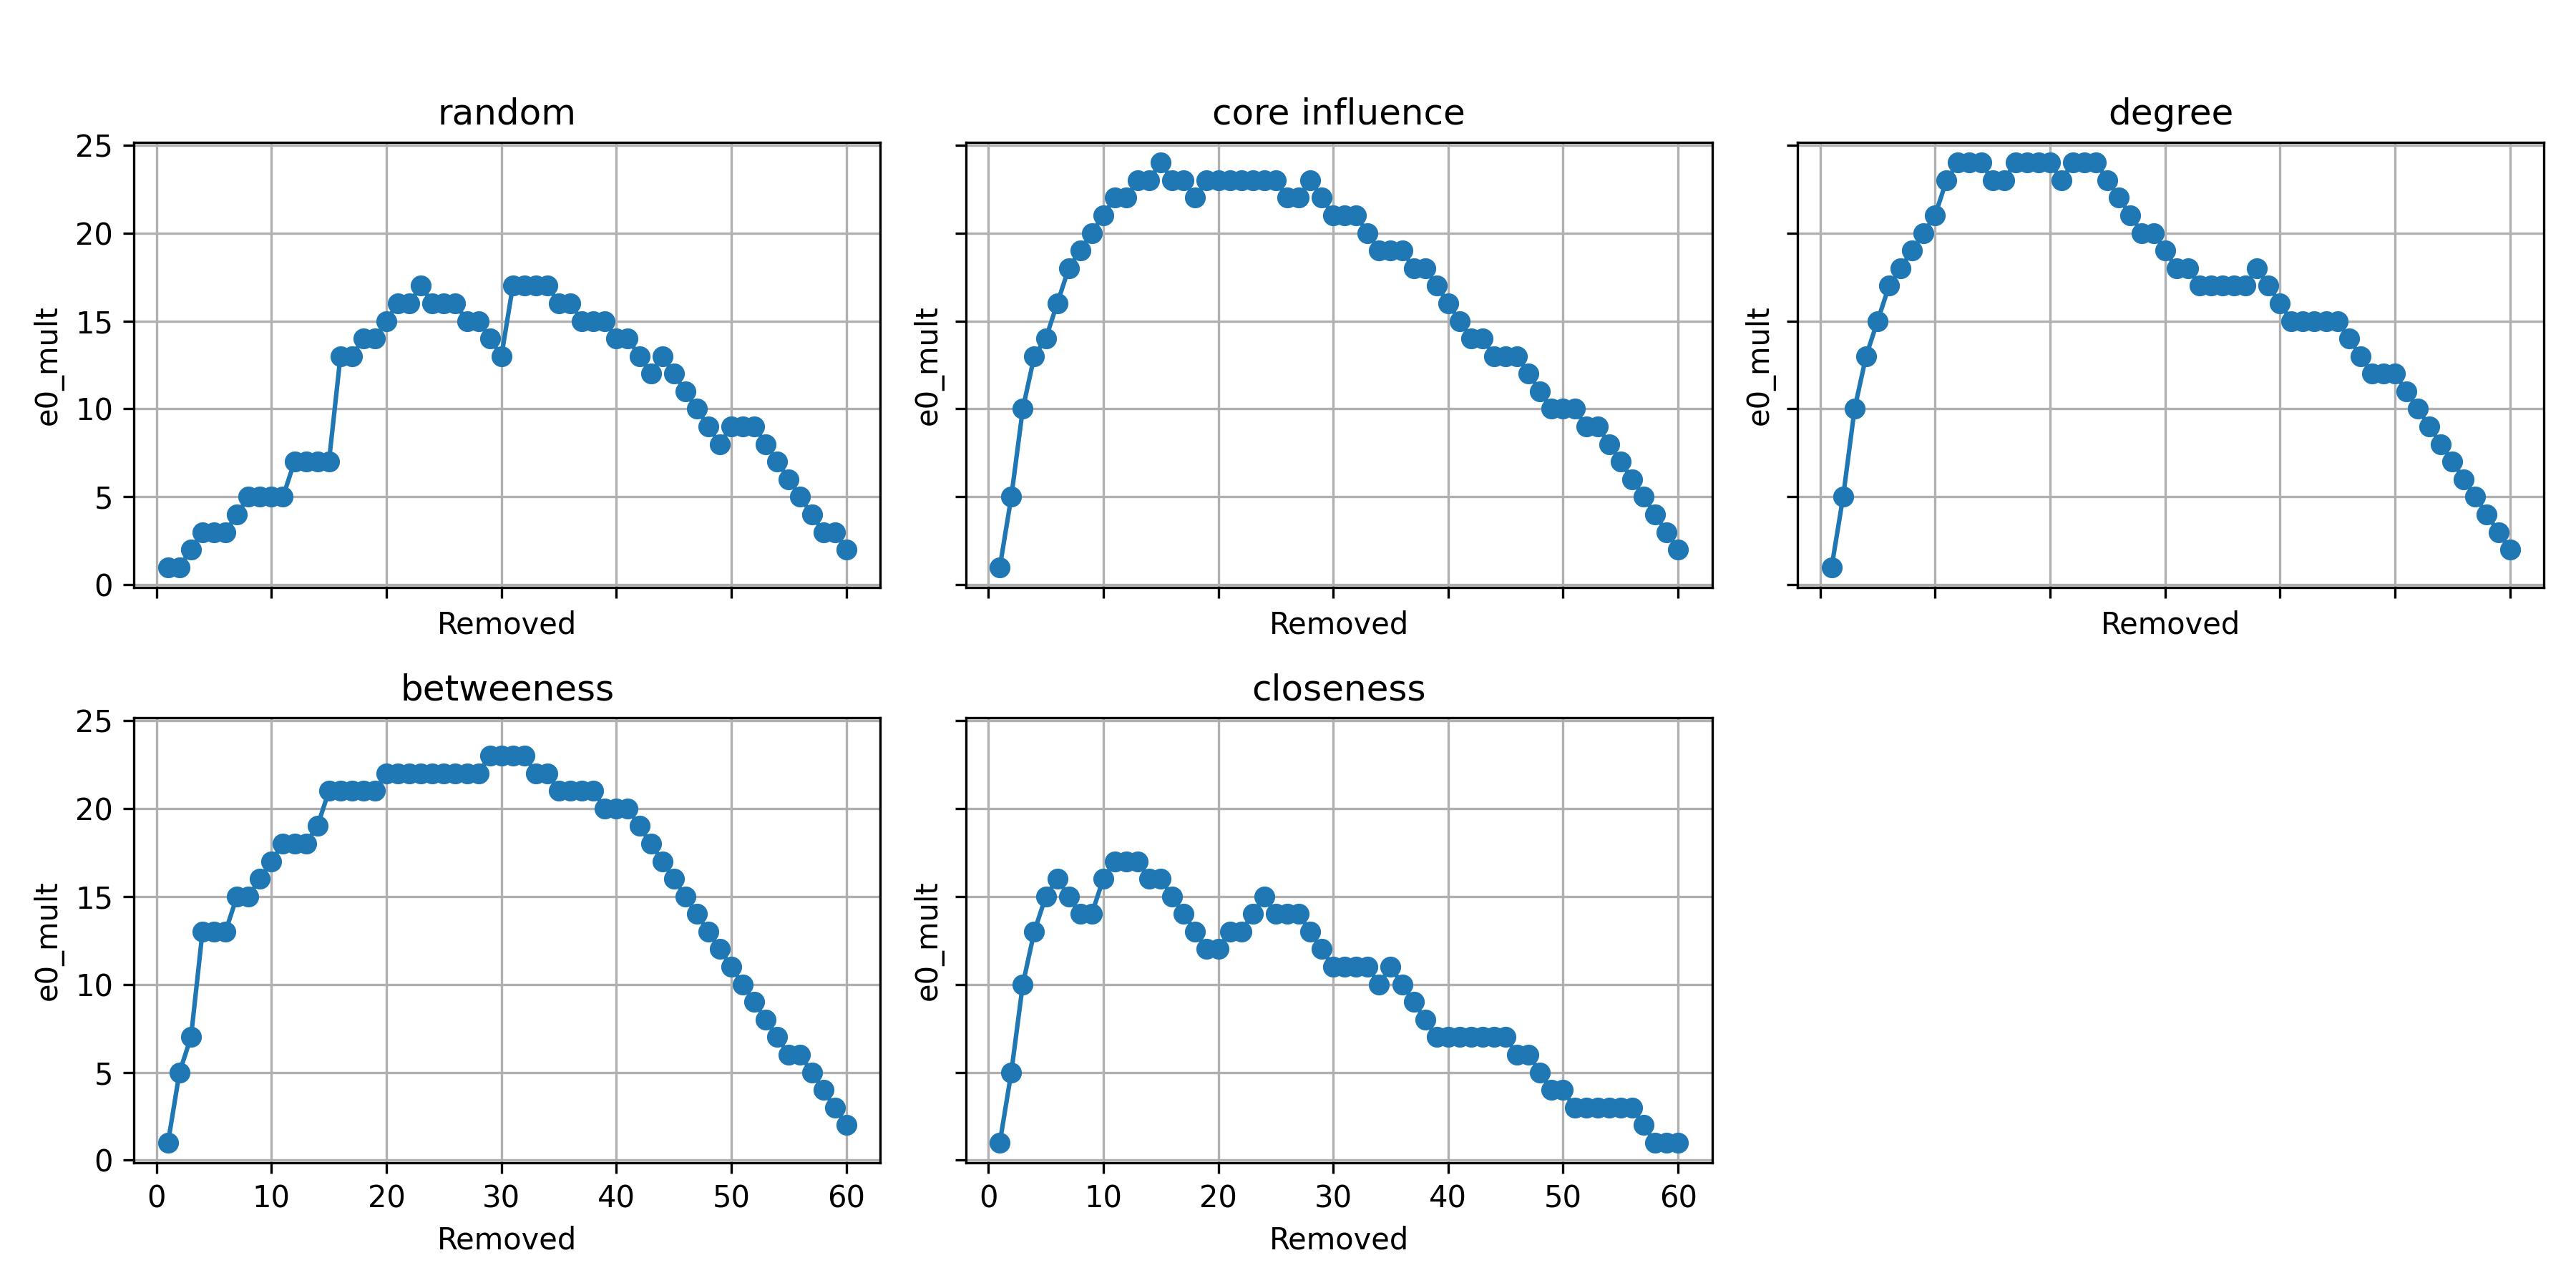 random
core influence
degree
25
20
15
10
5
0
e0_mult
e0_mult
e0_mult
Removed
Removed
Removed
betweeness
closeness
25
20
15
10
5
0
e0_mult
e0_mult
0 10 20 30 40 50 60
0 10 20 30 40 50 60
Removed
Removed